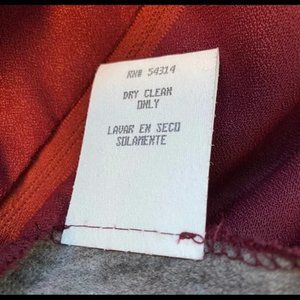 RN# 54314
DRY CLEAN
ONLY
LAVAR EN SECO
SOLAMENTE